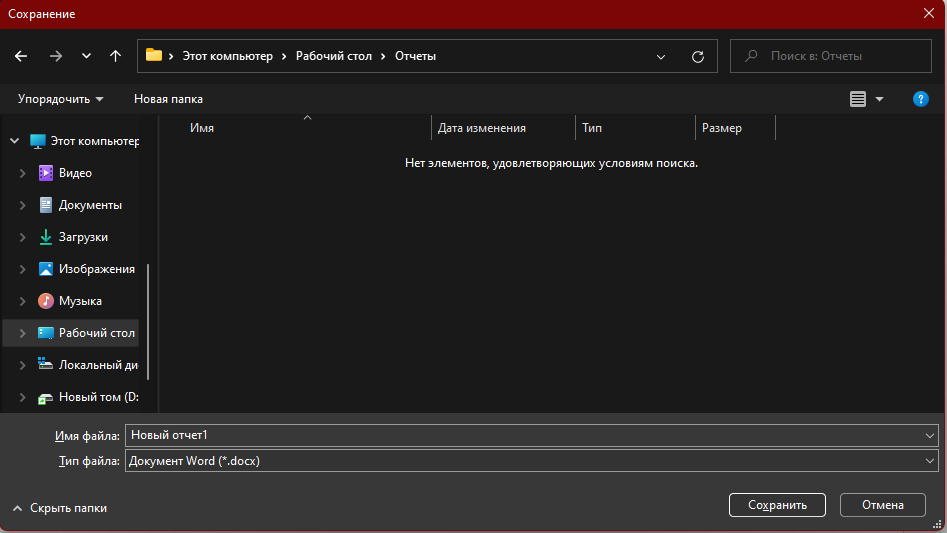 Сохранение
Этот компьютер Рабочий стол Отчеты
Поиск в: Отчеты
Упорядочить Новая папка
?
Имя Дата изменения Тип Размер
Нет элементов, удовлетворяющих условиям поиска.
Этот компьютер
Видео
Документы
Загрузки
Изображения
Музыка
Рабочий стол
Локальный ди
Новый том (D:
Имя файла: Новый отчет1
Тип файла: Документ Word (*.docx)
Скрыть папки
Сохранить Отмена